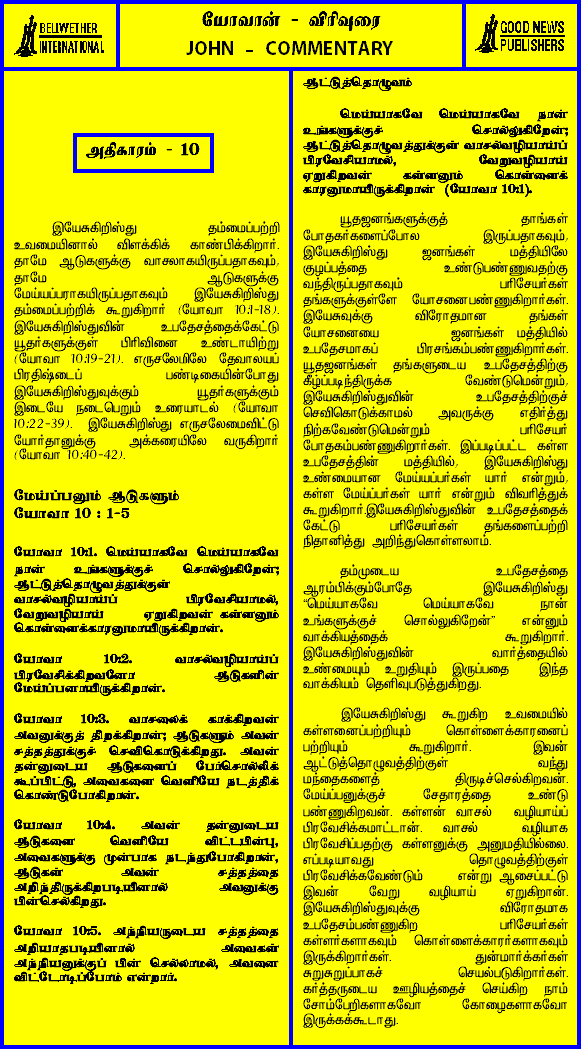 BELWETHER
INTERNATIONAL
யோவான் - விரிவுரை
JOHN - COMMENTARY
GOOD NEWS
PUBLISHERS
அதிகாரம் - 10
இயேசுகிறிஸ்து தம்மைப்பற்றி
உவமையினால் விளக்கிக் காண்பிக்கிறார்.
தாமே ஆடுகளுக்கு வாசலாகயிருப்பதாகவும்,
தாமே ஆடுகளுக்கு
மேய்ப்பராகயிருப்பதாகவும் இயேசுகிறிஸ்து
தம்மைப்பற்றிக் கூறுகிறார் (யோவா 10:1-18).
இயேசுகிறிஸ்துவின் உபதேசத்தைக்கேட்டு
யூதர்களுக்குள் பிரிவினை உண்டாயிற்று
(யோவா 10:19-21). எருசலேமிலே தேவாலயப்
பிரதிஷ்டைப் பண்டிகையின்போது
இயேசுகிறிஸ்துவுக்கும் யூதர்களுக்கும்
இடையே நடைபெறும் உரையாடல் (யோவா
10:22-39). இயேசுகிறிஸ்து எருசலேமைவிட்டு
யோர்தானுக்கு அக்கரையிலே வருகிறார்
(யோவா 10:40-42).
மேய்ப்பனும் ஆடுகளும்
யோவா 10 : 1-5
யோவா 10:1. மெய்யாகவே மெய்யாகவே
நான் உங்களுக்குச் சொல்லுகிறேன்;
ஆட்டுத்தொழுவத்துக்குள்
வாசல்வழியாய்ப் பிரவேசியாமல்,
வேறுவழியாய் ஏறுகிறவன் கள்ளனும்
கொள்ளைக்காரனுமாயிருக்கிறான்.
யோவா 10:2. வாசல்வழியாய்ப்
பிரவேசிக்கிறவனோ ஆடுகளின்
மேய்ப்பனாயிருக்கிறான்.
யோவா 10:3. வாசலைக் காக்கிறவன்
அவனுக்குத் திறக்கிறான்; ஆடுகளும் அவன்
சத்தத்துக்குச் செவிகொடுக்கிறது. அவன்
தன்னுடைய ஆடுகளைப் பேர்சொல்லிக்
கூப்பிட்டு, அவைகளை வெளியே நடத்திக்
கொண்டுபோகிறான்.
யோவா 10:4. அவன் தன்னுடைய
ஆடுகளை வெளியே விட்டபின்பு,
அவைகளுக்கு முன்பாக நடந்துபோகிறான்,
ஆடுகள் அவன் சத்தத்தை
அறிந்திருக்கிறபடியினால் அவனுக்கு
பின்செல்கிறது.
யோவா 10:5. அந்நியருடைய சத்தத்தை
அறியாதபடியினால் அவைகள்
அந்நியனுக்குப் பின் செல்லாமல், அவனை
விட்டோடிப்போம் என்றார்.
ஆட்டுத்தொழுவம்
மெய்யாகவே மெய்யாகவே நான்
உங்களுக்குச் சொல்லுகிறேன்;
ஆட்டுத்தொழுவத்துக்குள் வாசல்வழியாய்ப்
பிரவேசியாமல், வேறுவழியாய்
ஏறுகிறவன் கள்ளனும் கொள்ளைக்
காரனுமாயிருக்கிறான் (யோவா 10:1).
யூதஜனங்களுக்குத் தாங்கள்
போதகர்களைப்போல இருப்பதாகவும்,
இயேசுகிறிஸ்து ஜனங்கள் மத்தியிலே
குழப்பத்தை உண்டுபண்ணுவதற்கு
வந்திருப்பதாகவும் பரிசேயர்கள்
தங்களுக்குள்ளே யோசனைபண்ணுகிறார்கள்.
இயேசுவுக்கு விரோதமான தங்கள்
யோசனையை ஜனங்கள் மத்தியில்
உபதேசமாகப் பிரசங்கம்பண்ணுகிறார்கள்.
யூதஜனங்கள் தங்களுடைய உபதேசத்திற்கு
கீழ்ப்படிந்திருக்க வேண்டுமென்றும்,
இயேசுகிறிஸ்துவின் உபதேசத்திற்குச்
செவிகொடுக்காமல் அவருக்கு எதிர்த்து
நிற்கவேண்டுமென்றும் பரிசேயர்
போதகம்பண்ணுகிறார்கள். இப்படிப்பட்ட கள்ள
உபதேசத்தின் மத்தியில், இயேசுகிறிஸ்து
உண்மையான மேய்ப்பர்கள் யார் என்றும்,
கள்ள மேய்ப்பர்கள் யார் என்றும் விவரித்துக்
கூறுகிறார்.இயேசுகிறிஸ்துவின் உபதேசத்தைக்
கேட்டு பரிசேயர்கள் தங்களைப்பற்றி
நிதானித்து அறிந்துகொள்ளலாம்.
தம்முடைய உபதேசத்தை
ஆரம்பிக்கும்போதே இயேசுகிறிஸ்து
"மெய்யாகவே மெய்யாகவே நான்
உங்களுக்குச் சொல்லுகிறேன்" என்னும்
வாக்கியத்தைக் கூறுகிறார்.
இயேசுகிறிஸ்துவின் வார்த்தையில்
உண்மையும் உறுதியும் இருப்பதை இந்த
வாக்கியம் தெளிவுபடுத்துகிறது.
இயேசுகிறிஸ்து கூறுகிற உவமையில்
கள்ளனைப்பற்றியும் கொள்ளைக்காரனைப்
பற்றியும் கூறுகிறார். இவன்
ஆட்டுத்தொழுவத்திற்குள் வந்து
மந்தைகளைத் திருடிச்செல்கிறவன்.
மேய்ப்பனுக்குச் சேதாரத்தை உண்டு
பண்ணுகிறவன். கள்ளன் வாசல் வழியாய்ப்
பிரவேசிக்கமாட்டான். வாசல் வழியாக
பிரவேசிப்பதற்கு கள்ளனுக்கு அனுமதியில்லை.
எப்படியாவது தொழுவத்திற்குள்
பிரவேசிக்கவேண்டும் என்று ஆசைப்பட்டு
இவன் வேறு வழியாய் ஏறுகிறான்.
இயேசுகிறிஸ்துவுக்கு விரோதமாக
உபதேசம்பண்ணுகிற பரிசேயர்கள்
கள்ளர்களாகவும் கொள்ளைக்காரர்களாகவும்
இருக்கிறார்கள். துன்மார்க்கர்கள்
சுறுசுறுப்பாகச் செயல்படுகிறார்கள்.
கர்த்தருடைய ஊழியத்தைச் செய்கிற நாம்
சோம்பேறிகளாகவோ கோழைகளாகவோ
இருக்கக்கூடாது.